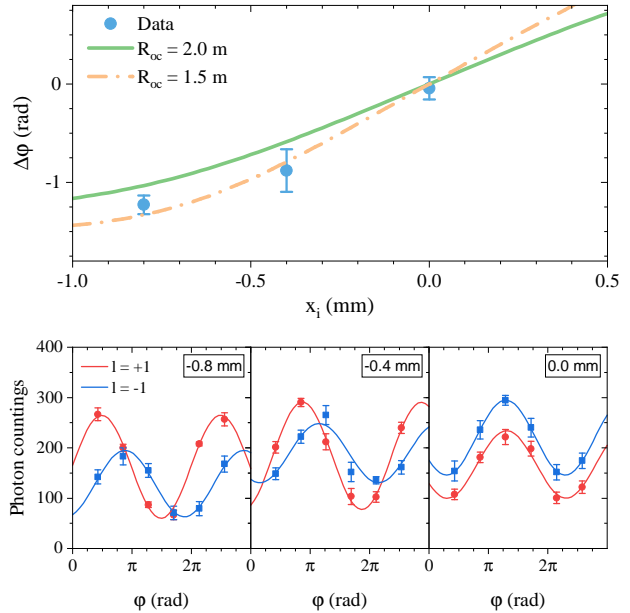 Data
R_oc = 2.0 m
R_oc = 1.5 m
0
-1
Δφ (rad)
-1.0 -0.5 0.0 0.5
x_i (mm)
400
300
200
100
0
Photon countings
l = +1
l = -1
-0.8 mm
-0.4 mm
0.0 mm
0 π 2π
0 π 2π
0 π 2π
φ (rad) φ (rad) φ (rad)